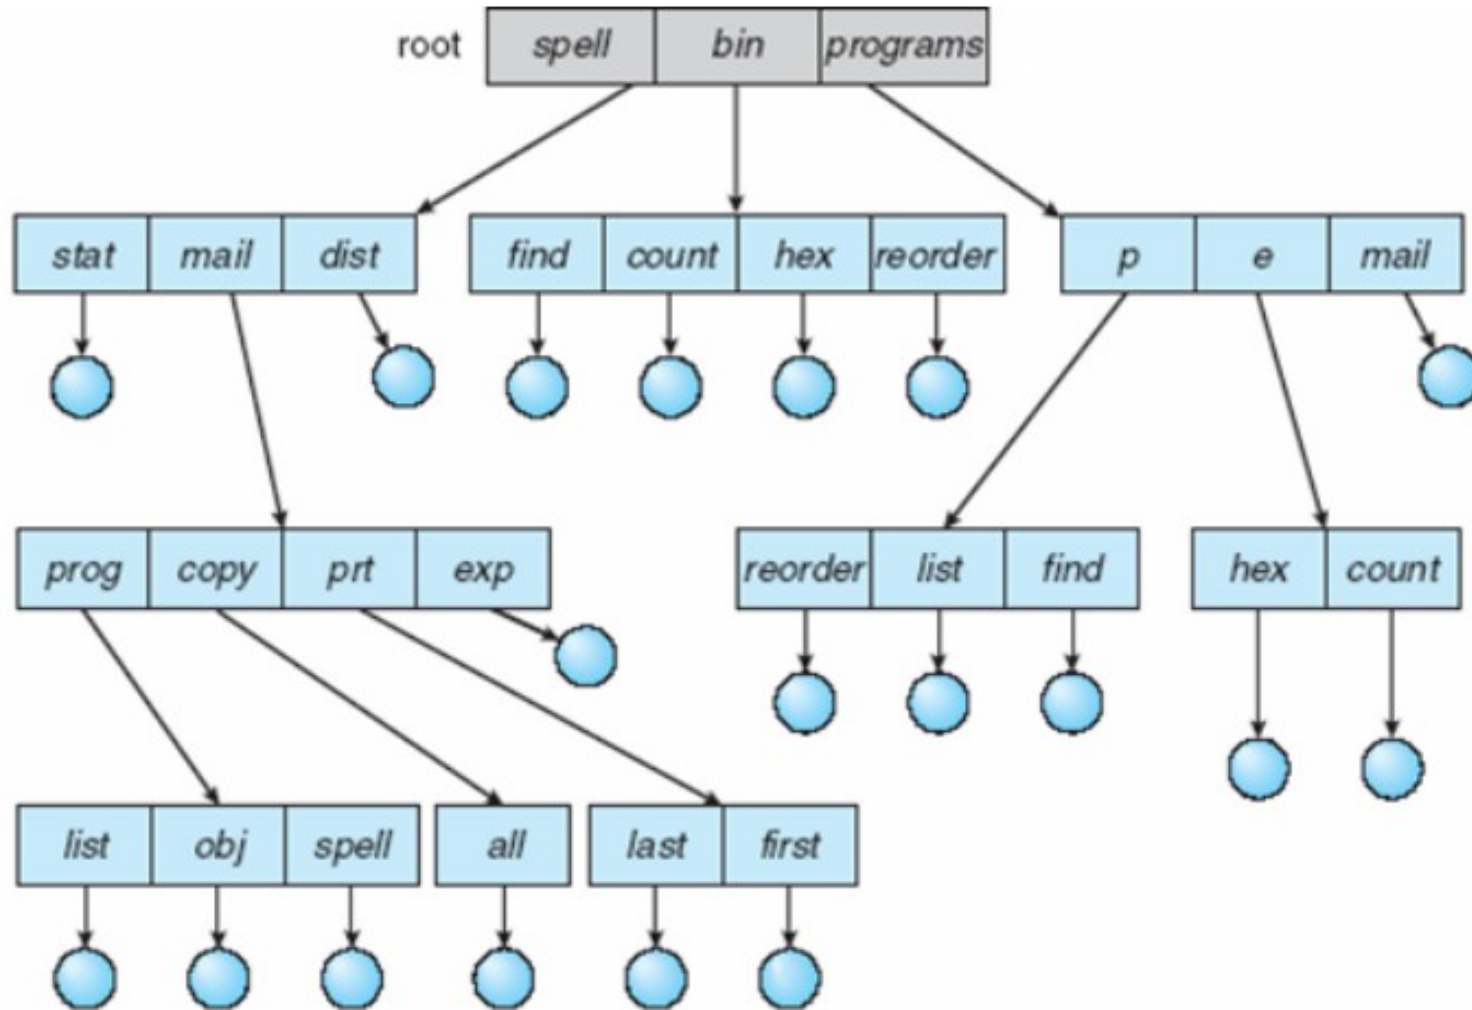 root spell bin programs
stat mail dist find count hex reorder p e mail
prog copy prt exp reorder list find hex count
list obj spell all last first